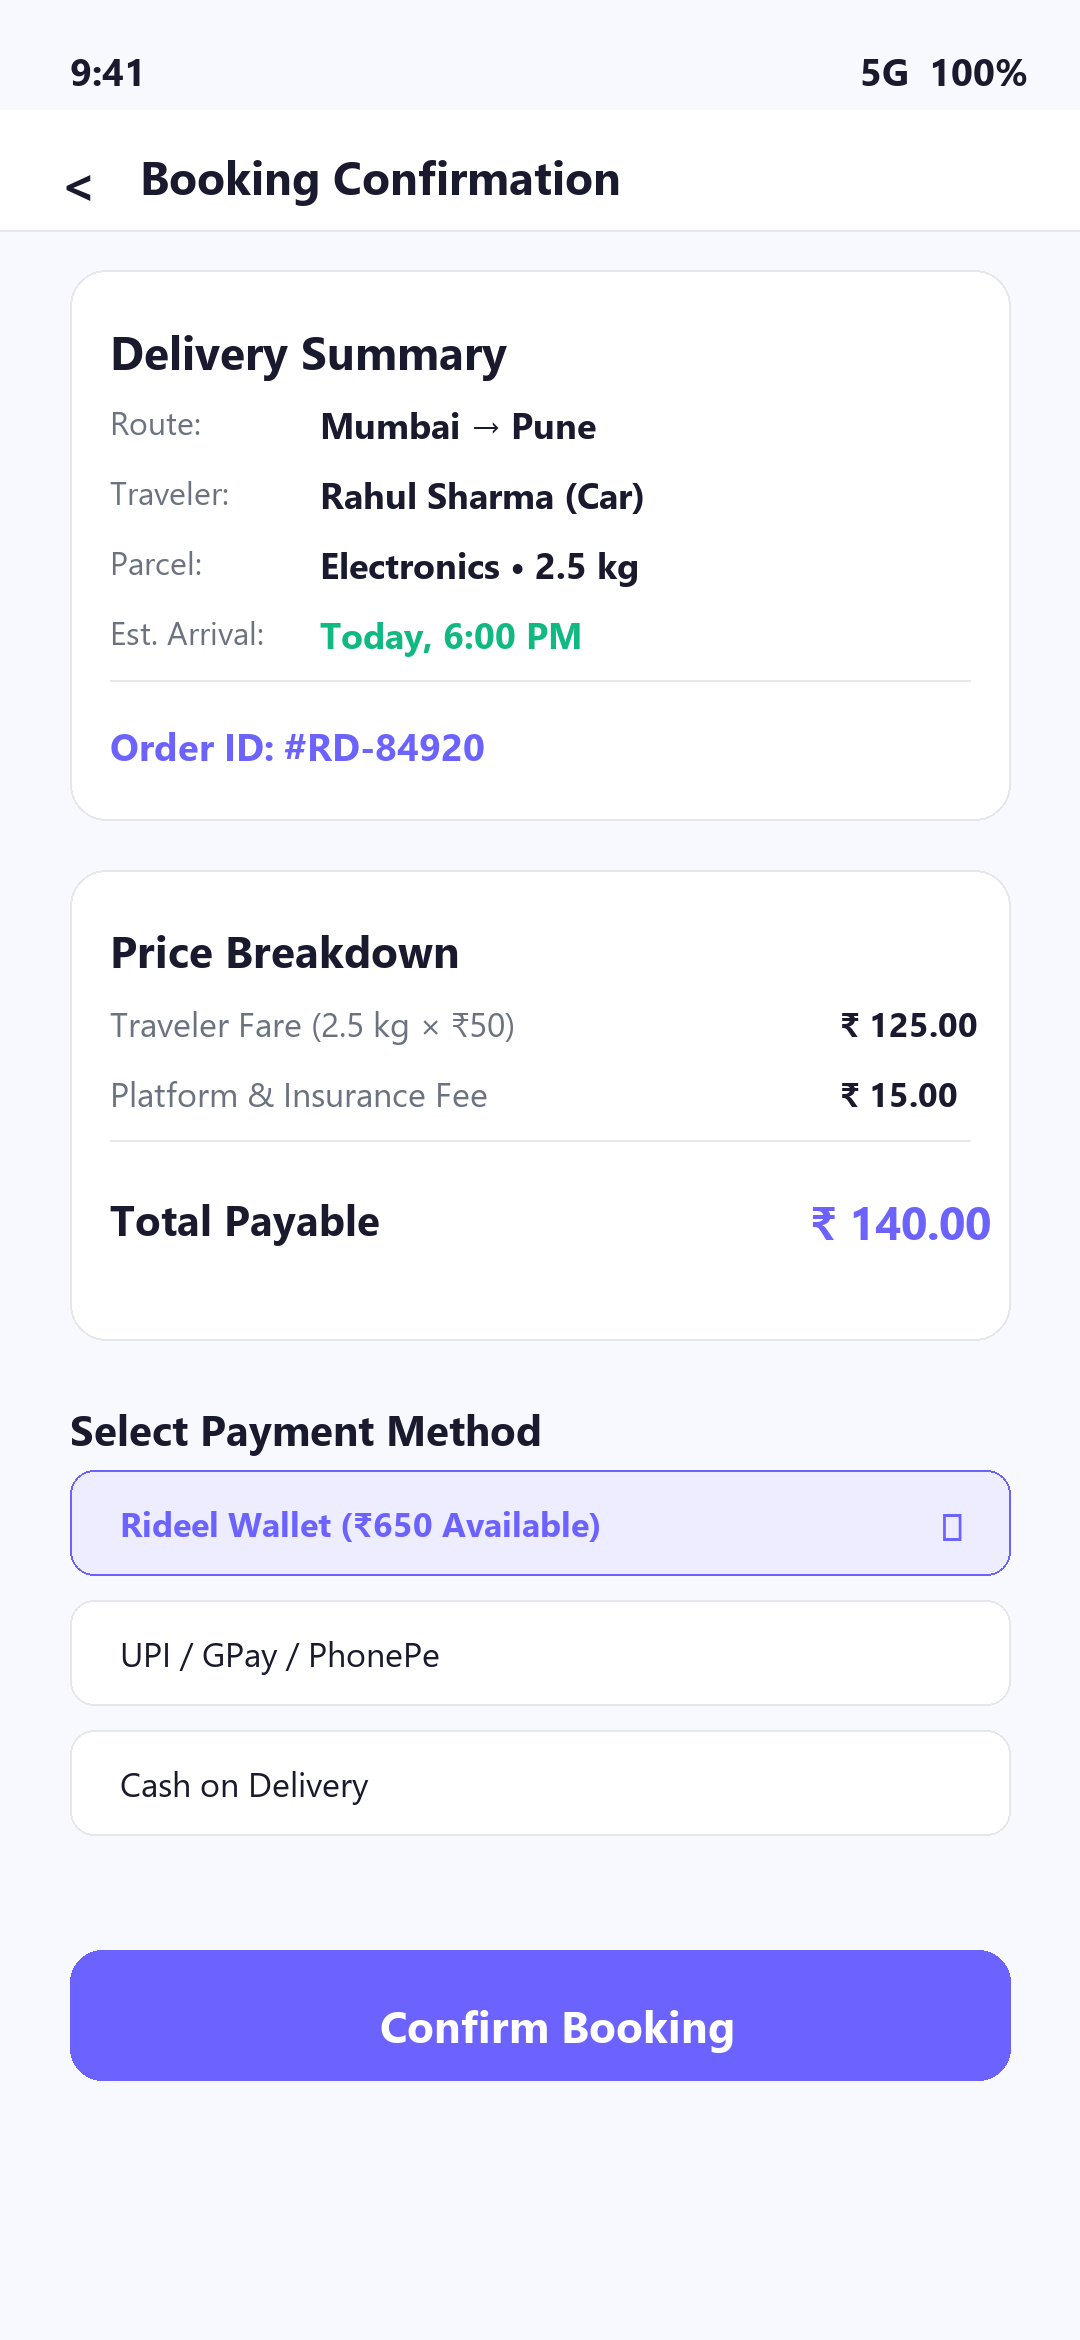 9:41 5G 100%
< Booking Confirmation
Delivery Summary
Route: Mumbai → Pune
Traveler: Rahul Sharma (Car)
Parcel: Electronics • 2.5 kg
Est. Arrival: Today, 6:00 PM
Order ID: #RD-84920
Price Breakdown
Traveler Fare (2.5 kg × ₹50) ₹ 125.00
Platform & Insurance Fee ₹ 15.00
Total Payable ₹ 140.00
Select Payment Method
Rideel Wallet (₹650 Available)
UPI / GPay / PhonePe
Cash on Delivery
Confirm Booking